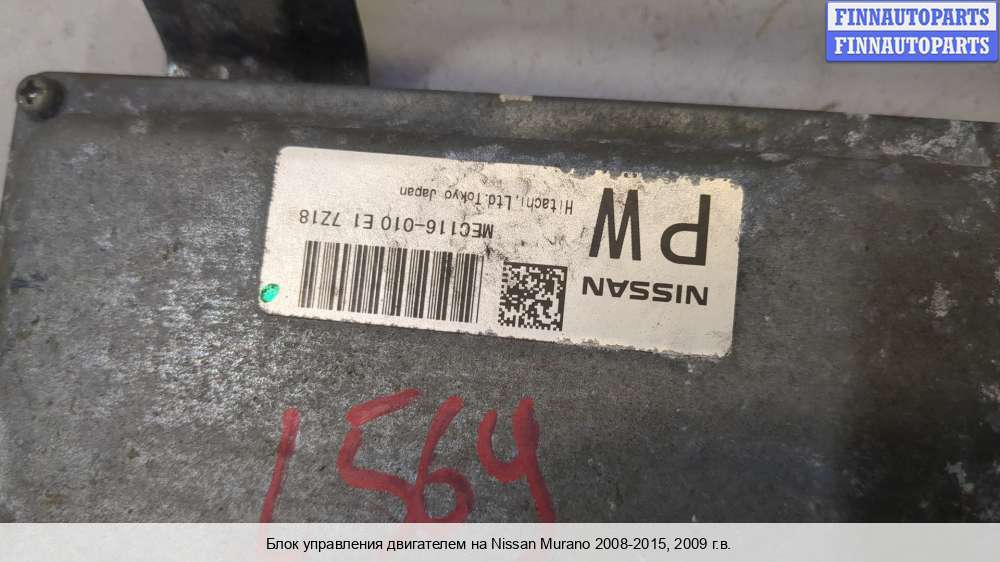 FINNAUTOPARTS
FINNAUTOPARTS
NISSAN
PW
MEC116-010 E1 7Z18
Hitachi, Ltd. Tokyo Japan
1564
Блок управления двигателем на Nissan Murano 2008-2015, 2009 г.в.